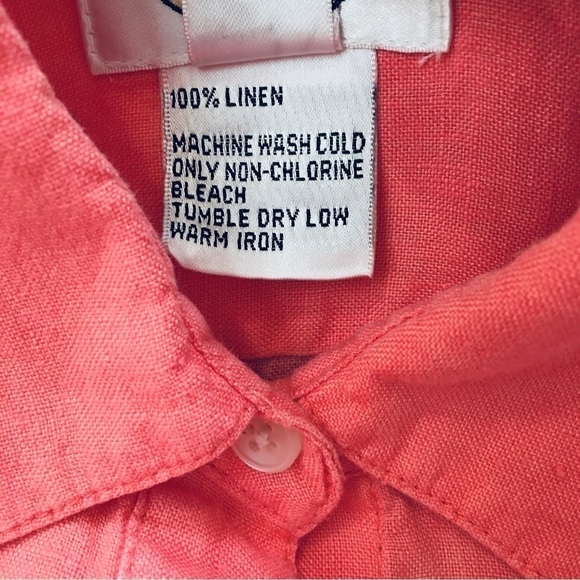 100% LINEN
MACHINE WASH COLD
ONLY NON-CHLORINE
BLEACH
TUMBLE DRY LOW
WARM IRON